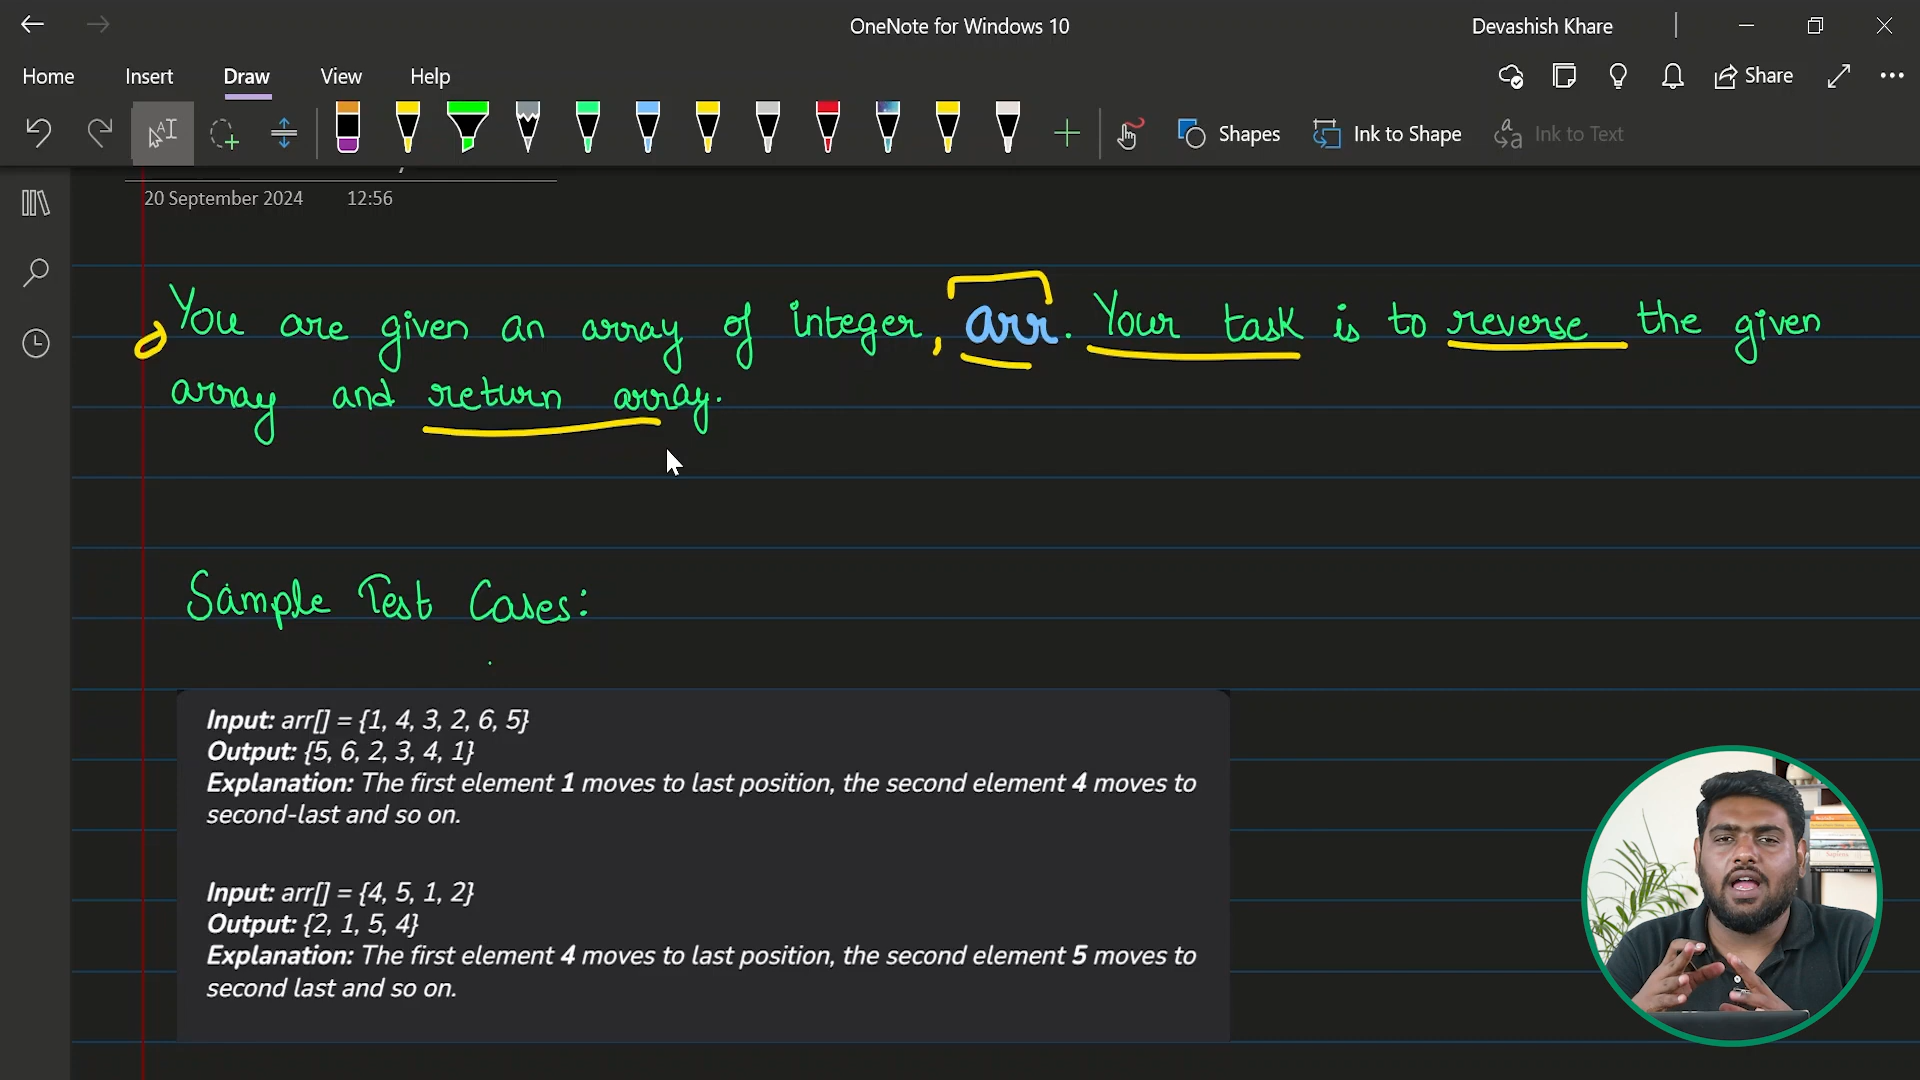 OneNote for Windows 10
Devashish Khare
Home Insert Draw View Help
Share
Shapes Ink to Shape Ink to Text
20 September 2024 12:56
You are given an array of integer, arr. Your task is to reverse the given
array and return array.
Sample Test Cases:
Input: arr[] = {1, 4, 3, 2, 6, 5}
Output: {5, 6, 2, 3, 4, 1}
Explanation: The first element 1 moves to last position, the second element 4 moves to
second-last and so on.
Input: arr[] = {4, 5, 1, 2}
Output: {2, 1, 5, 4}
Explanation: The first element 4 moves to last position, the second element 5 moves to
second last and so on.